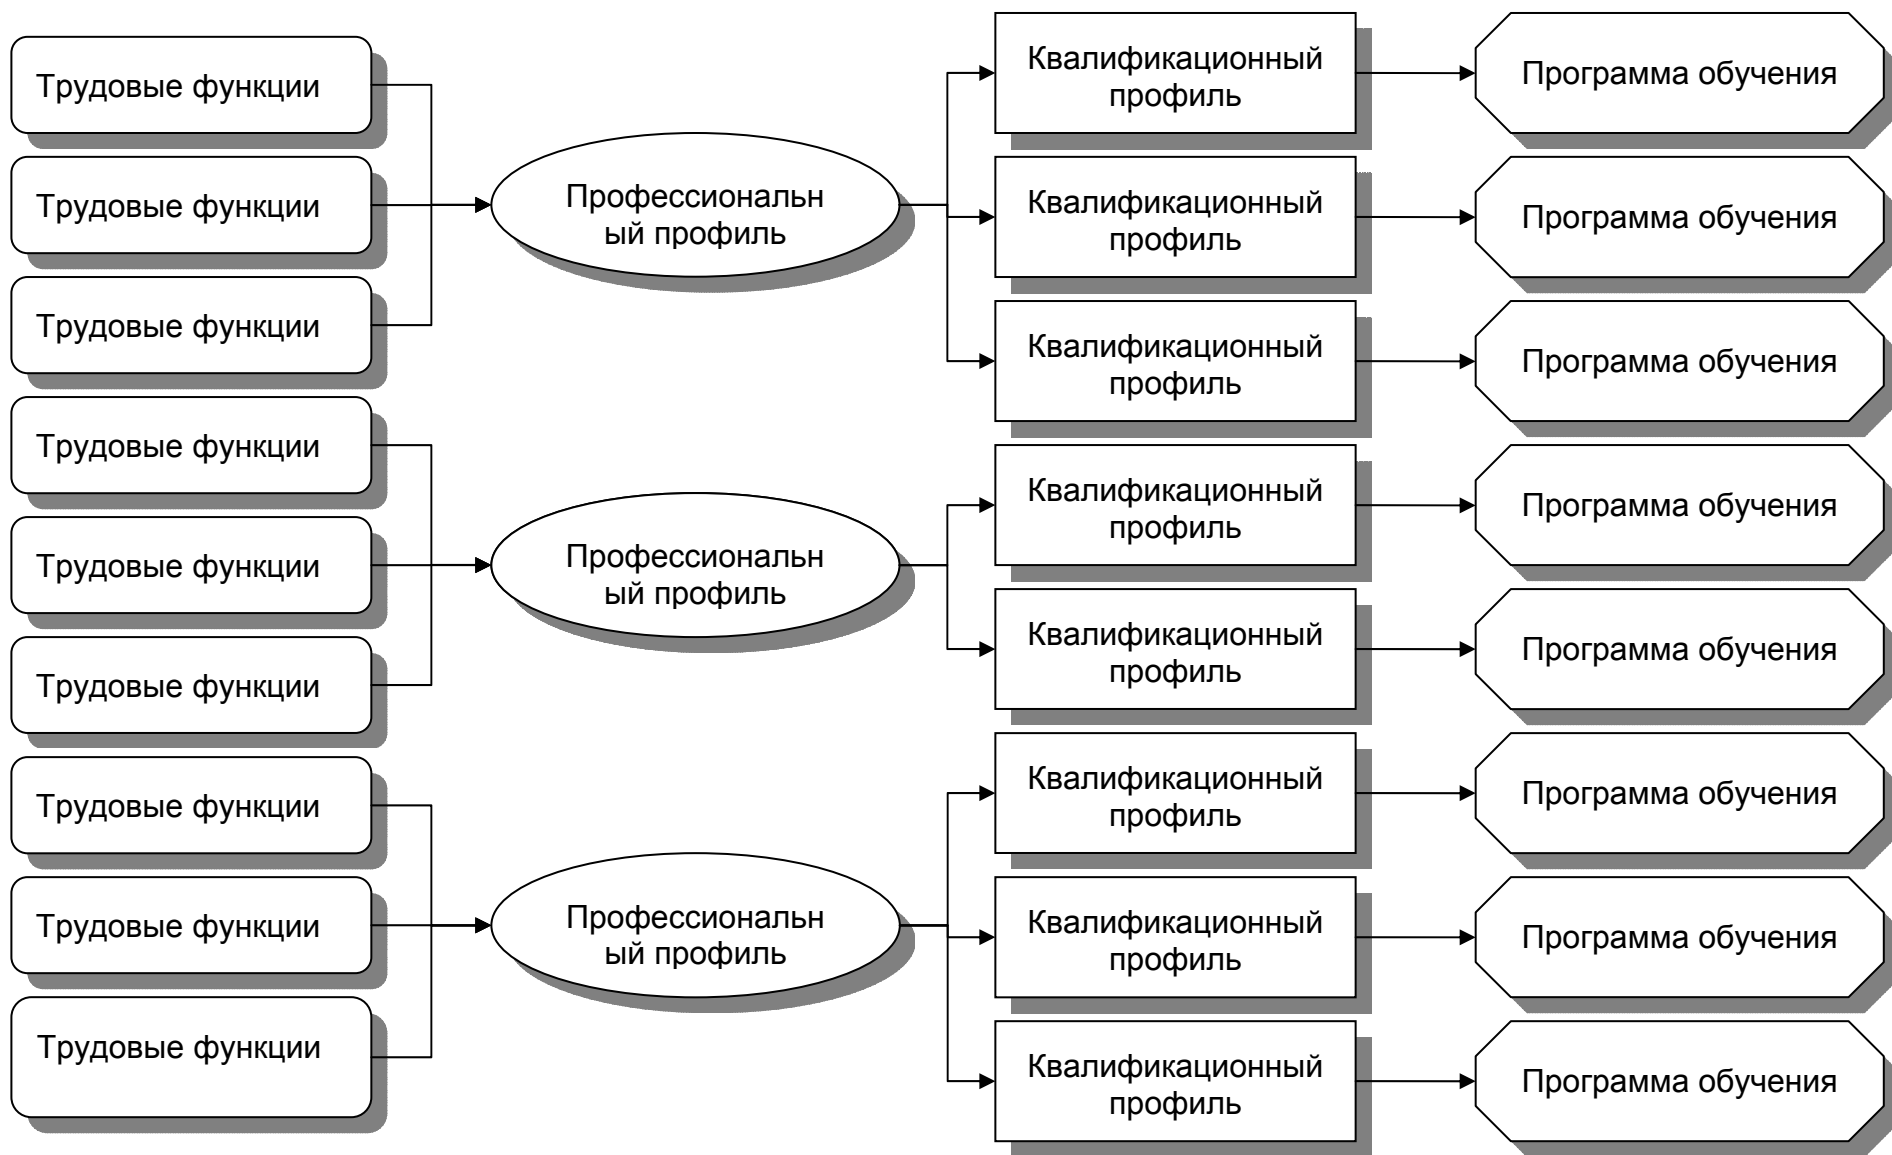 Трудовые функции
Трудовые функции
Трудовые функции
Трудовые функции
Трудовые функции
Трудовые функции
Трудовые функции
Трудовые функции
Трудовые функции
Профессиональн
ый профиль
Профессиональн
ый профиль
Профессиональн
ый профиль
Квалификационный
профиль
Квалификационный
профиль
Квалификационный
профиль
Квалификационный
профиль
Квалификационный
профиль
Квалификационный
профиль
Квалификационный
профиль
Квалификационный
профиль
Программа обучения
Программа обучения
Программа обучения
Программа обучения
Программа обучения
Программа обучения
Программа обучения
Программа обучения